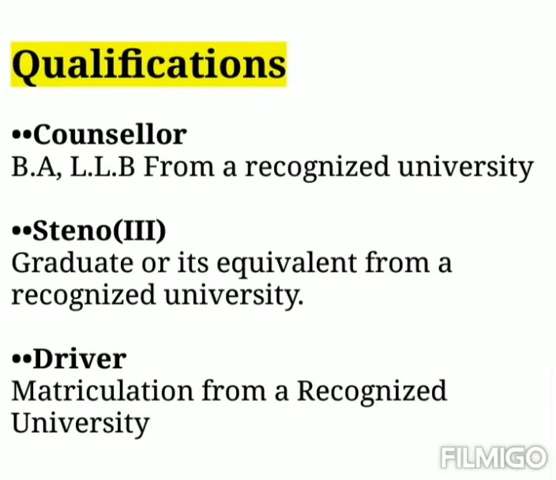 Qualifications
••Counsellor
B.A, L.L.B From a recognized university
••Steno(III)
Graduate or its equivalent from a
recognized university.
••Driver
Matriculation from a Recognized
University
FILMIGO